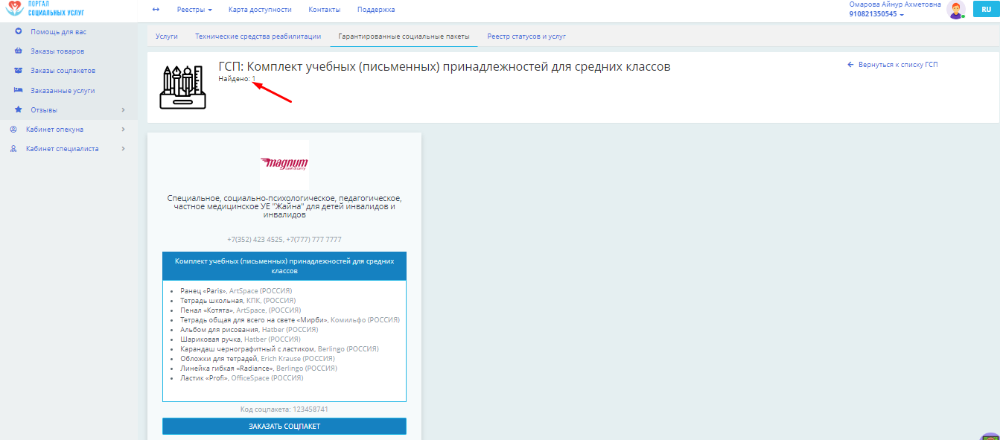 ПОРТАЛ
СОЦИАЛЬНЫХ УСЛУГ
Реестры
Карта доступности
Контакты
Поддержка
Омарова Айнур Ахметовна
910821350545
RU
Помощь для вас
Заказы товаров
Заказы соцпакетов
Заказанные услуги
Отзывы
Кабинет опекуна
Кабинет специалиста
Услуги
Технические средства реабилитации
Гарантированные социальные пакеты
Реестр статусов и услуг
ГСП: Комплект учебных (письменных) принадлежностей для средних классов
Найдено: 1
Вернуться к списку ГСП
magnum
Специальное, социально-психологическое, педагогическое,
частное медицинское УЕ "Жайна" для детей инвалидов и
инвалидов
+7(352) 423 4525, +7(777) 777 7777
Комплект учебных (письменных) принадлежностей для средних
классов
Ранец «Paris», ArtSpace (РОССИЯ)
Тетрадь школьная, КПК, (РОССИЯ)
Пенал «Котята», ArtSpace, (РОССИЯ)
Тетрадь общая для всего на свете «Мирби», Комильфо (РОССИЯ)
Альбом для рисования, Hatber (РОССИЯ)
Шариковая ручка, Hatber (РОССИЯ)
Карандаш чернографитный с ластиком, Berlingo (РОССИЯ)
Обложки для тетрадей, Erich Krause (РОССИЯ)
Линейка гибкая «Radiance», Berlingo (РОССИЯ)
Ластик «Profi», OfficeSpace (РОССИЯ)
Код соцпакета: 123458741
ЗАКАЗАТЬ СОЦПАКЕТ